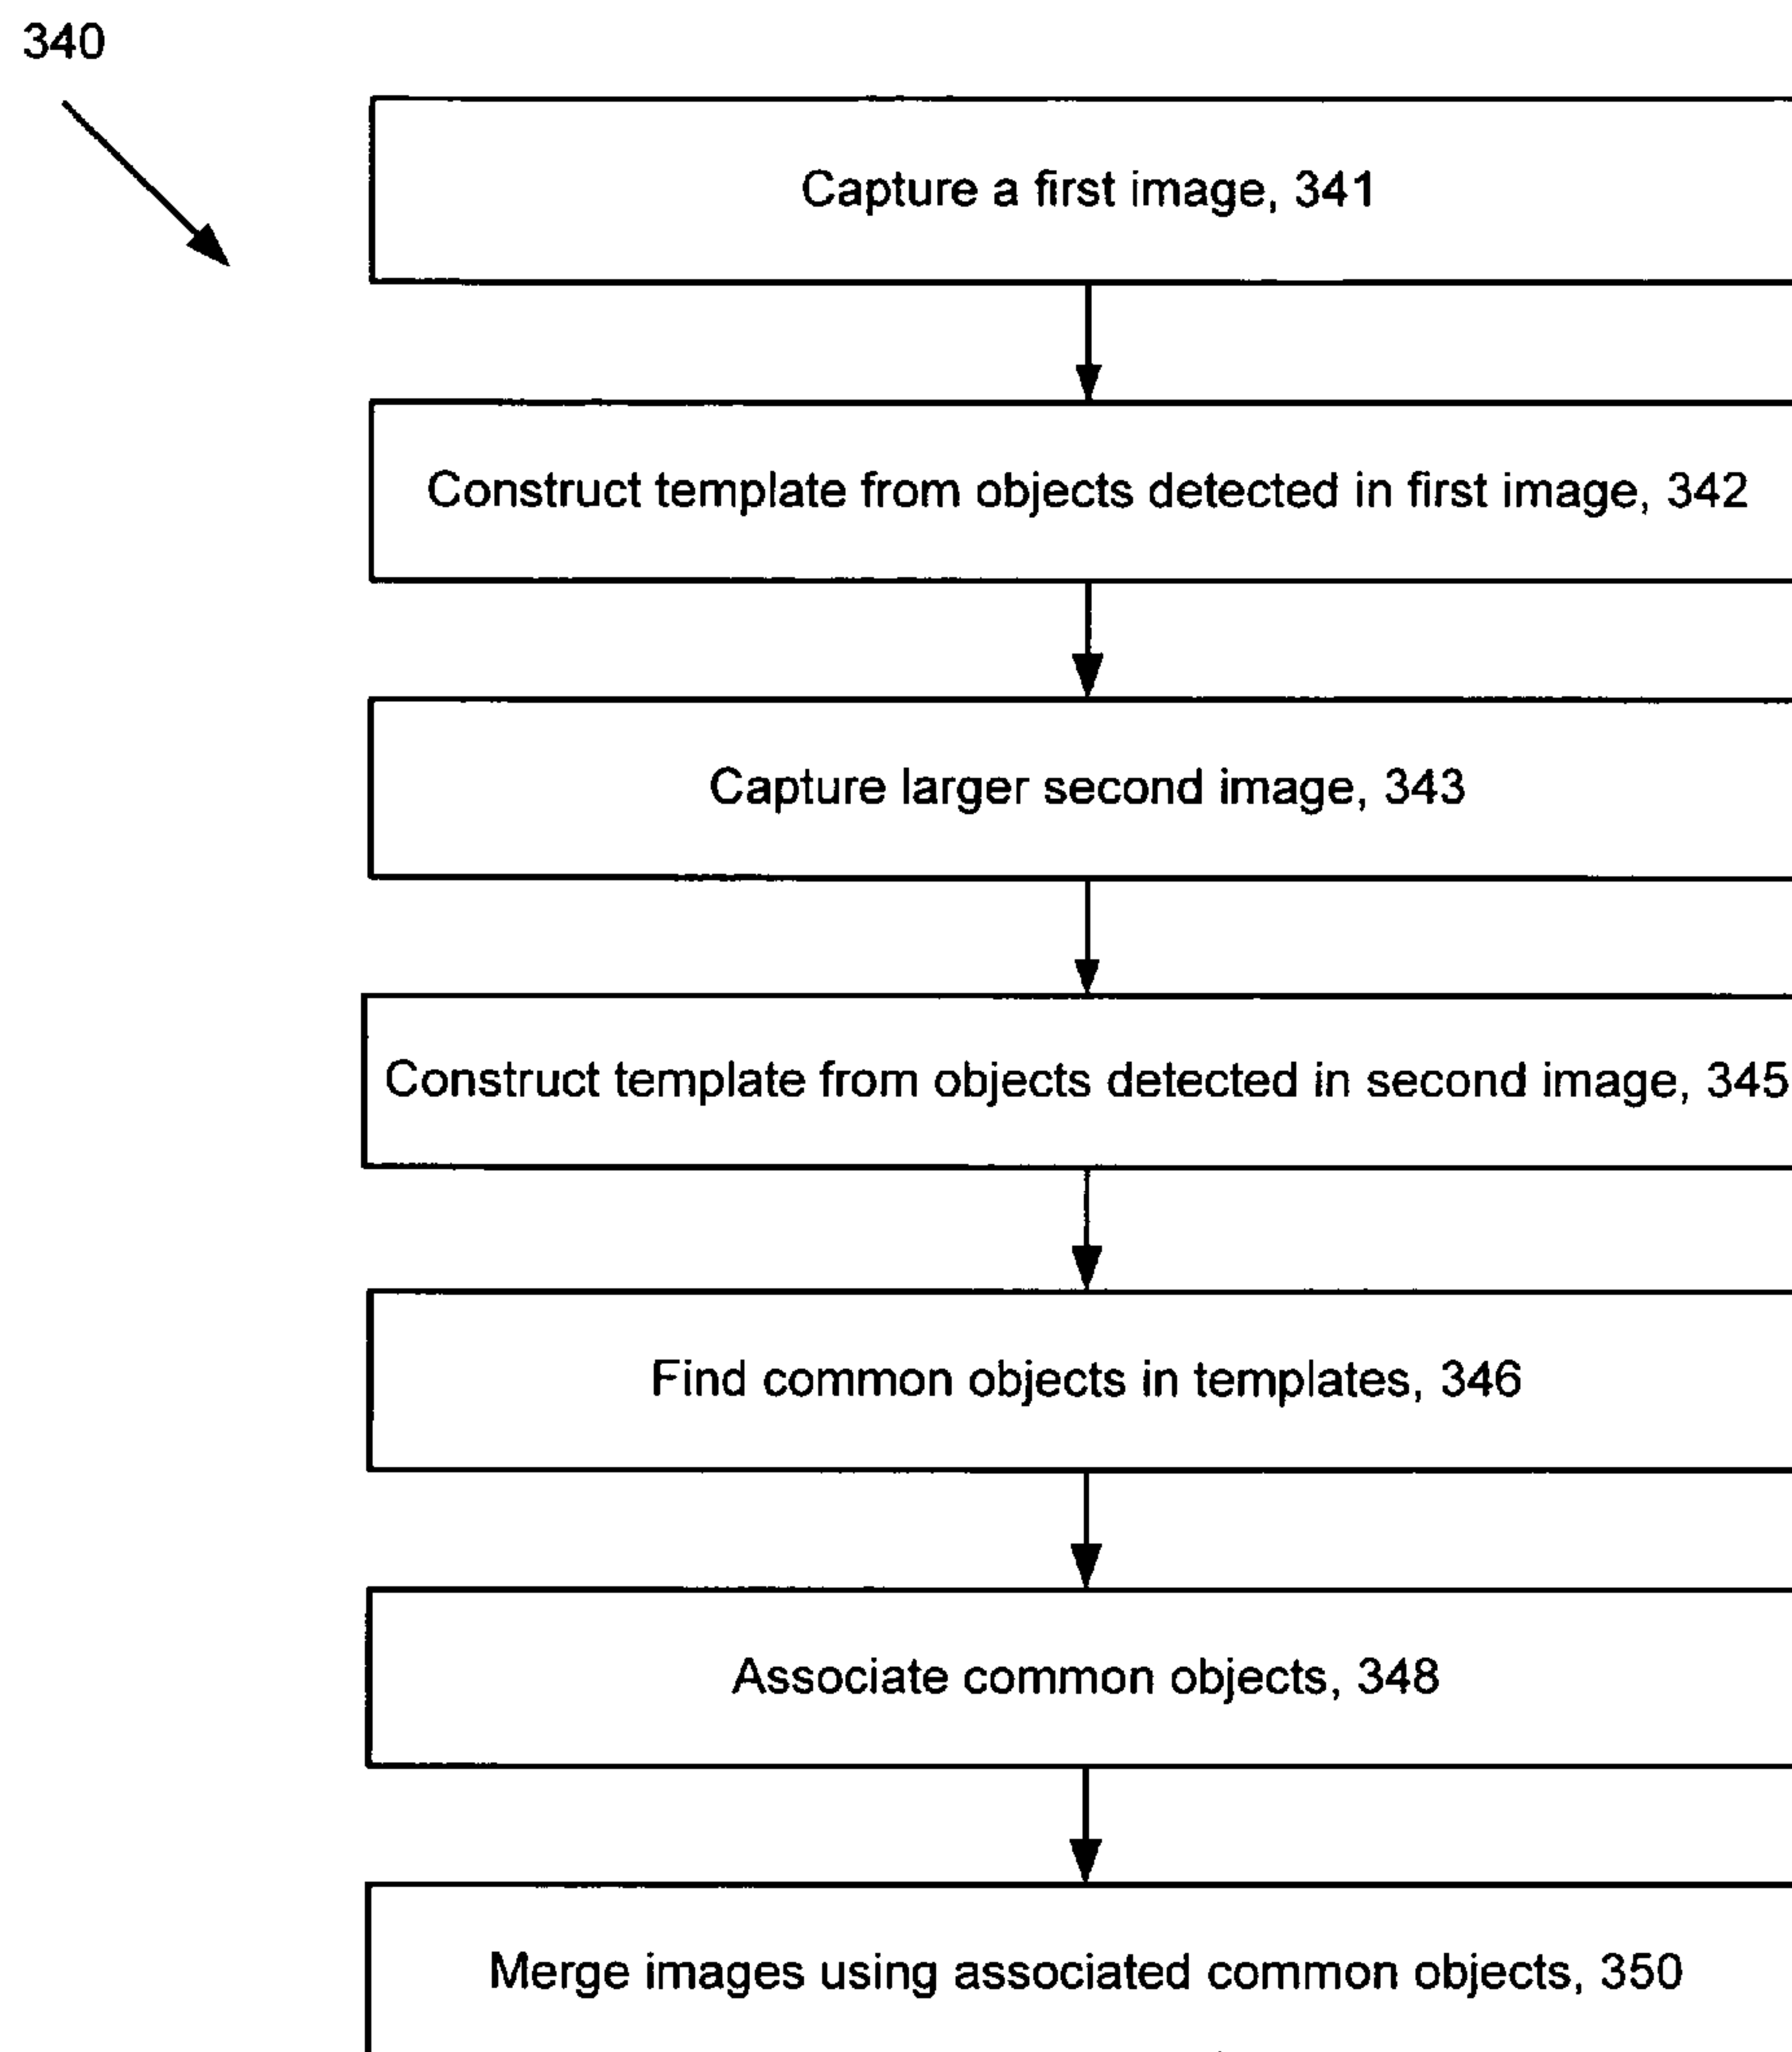 340
Capture a first image, 341
Construct template from objects detected in first image, 342
Capture larger second image, 343
Construct template from objects detected in second image, 345
Find common objects in templates, 346
Associate common objects, 348
Merge images using associated common objects, 350